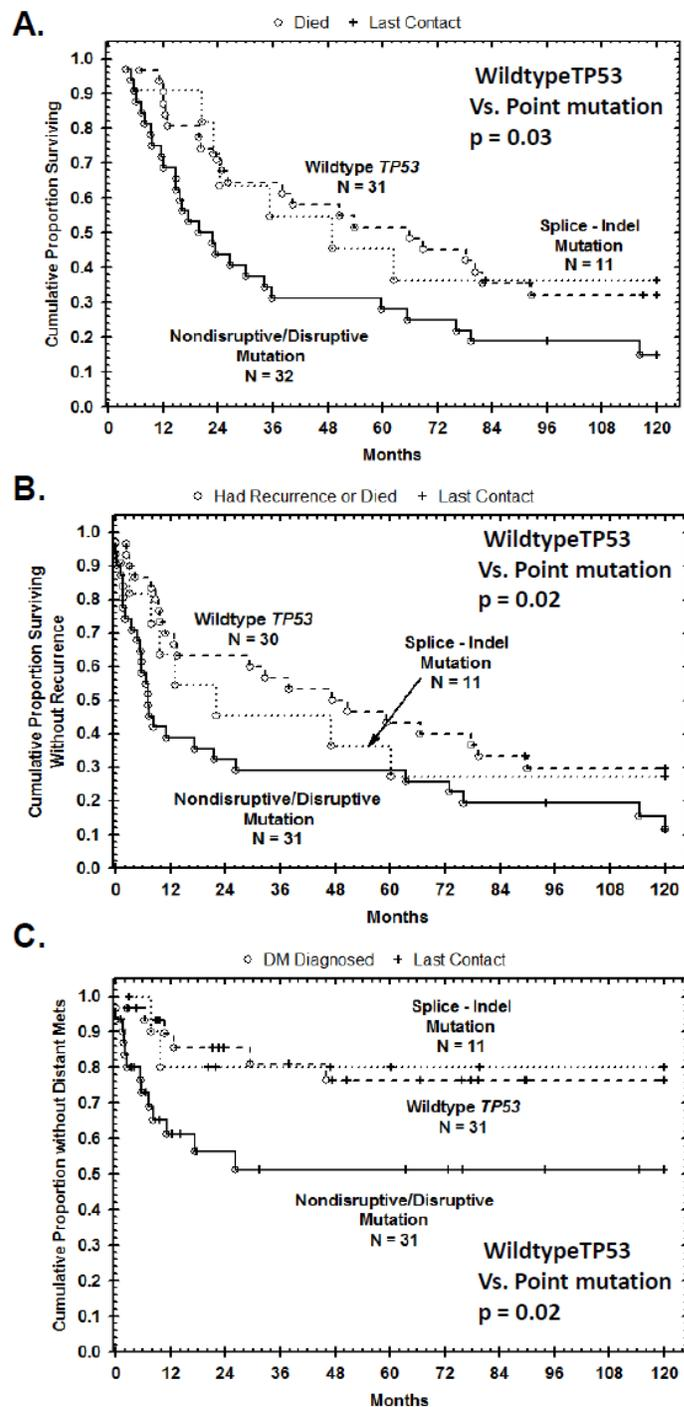 A.
Died Last Contact
Cumulative Proportion Surviving
1.0
0.9
0.8
0.7
0.6
0.5
0.4
0.3
0.2
0.1
0.0
WildtypeTP53
Vs. Point mutation
p = 0.03
Wildtype TP53
N = 31
Splice - Indel
Mutation
N = 11
Nondisruptive/Disruptive
Mutation
N = 32
0 12 24 36 48 60 72 84 96 108 120
Months
B.
Had Recurrence or Died Last Contact
Cumulative Proportion Surviving
Without Recurrence
1.0
0.9
0.8
0.7
0.6
0.5
0.4
0.3
0.2
0.1
0.0
WildtypeTP53
Vs. Point mutation
p = 0.02
Wildtype TP53
N = 30
Splice - Indel
Mutation
N = 11
Nondisruptive/Disruptive
Mutation
N = 31
0 12 24 36 48 60 72 84 96 108 120
Months
C.
DM Diagnosed Last Contact
Cumulative Proportion without Distant Mets
1.0
0.9
0.8
0.7
0.6
0.5
0.4
0.3
0.2
0.1
0.0
Splice - Indel
Mutation
N = 11
Wildtype TP53
N = 31
Nondisruptive/Disruptive
Mutation
N = 31
WildtypeTP53
Vs. Point mutation
p = 0.02
0 12 24 36 48 60 72 84 96 108 120
Months